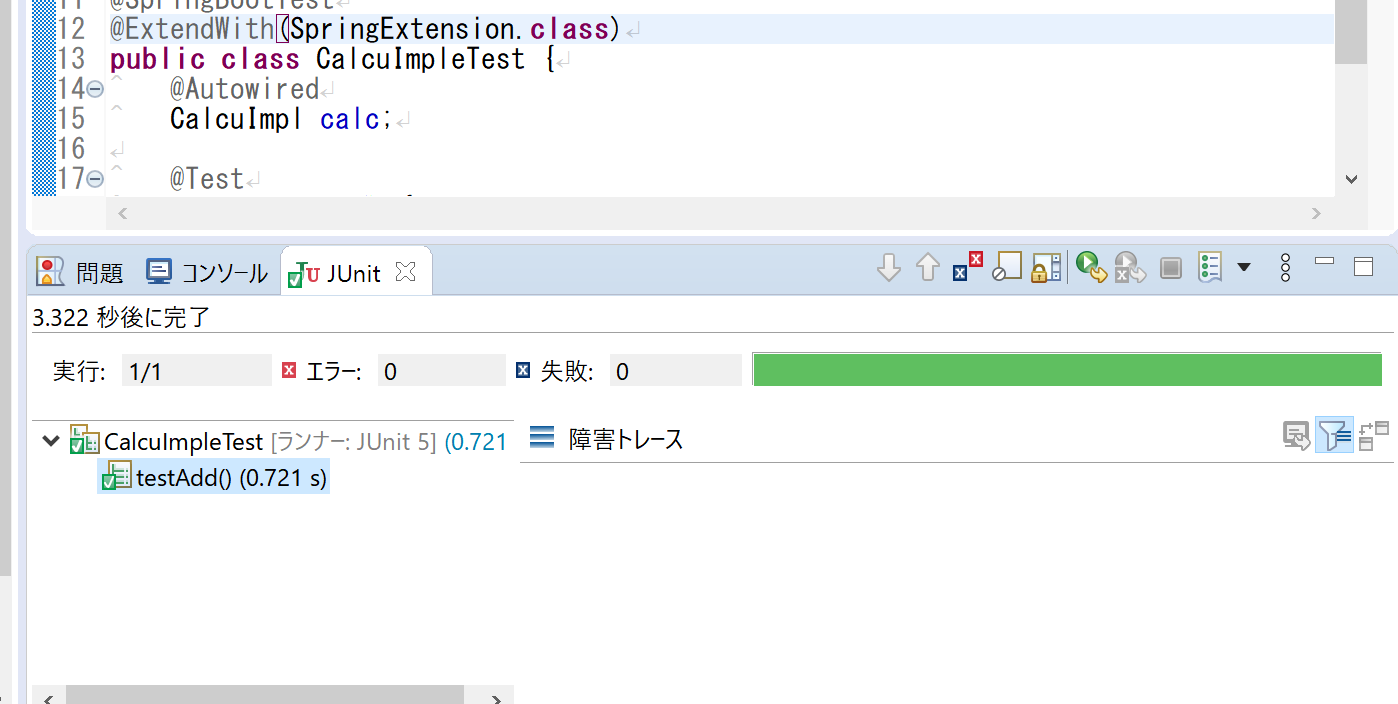 11 @SpringBootTest
12 @ExtendWith(SpringExtension.class)
13 public class CalcuImpleTest {
14 @Autowired
15 CalcuImpl calc;
16
17 @Test
問題 コンソール JUnit
3.322 秒後に完了
実行: 1/1 エラー: 0 失敗: 0
CalcuImpleTest [ランナー: JUnit 5] (0.721
障害トレース
testAdd() (0.721 s)